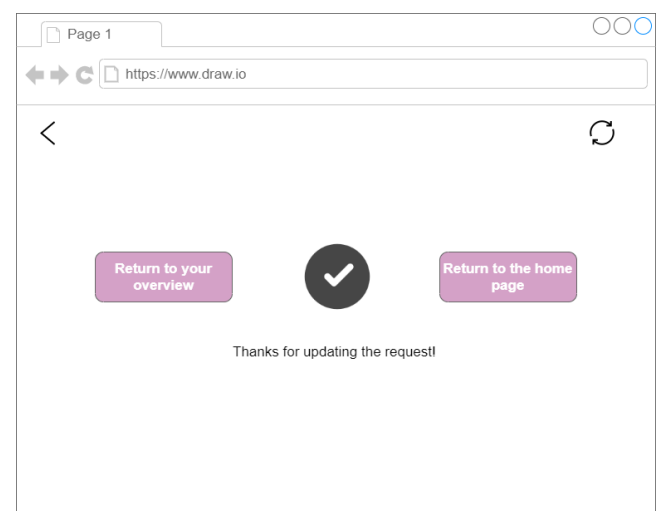 Page 1
https://www.draw.io
Return to your
overview
Return to the home
page
Thanks for updating the request!